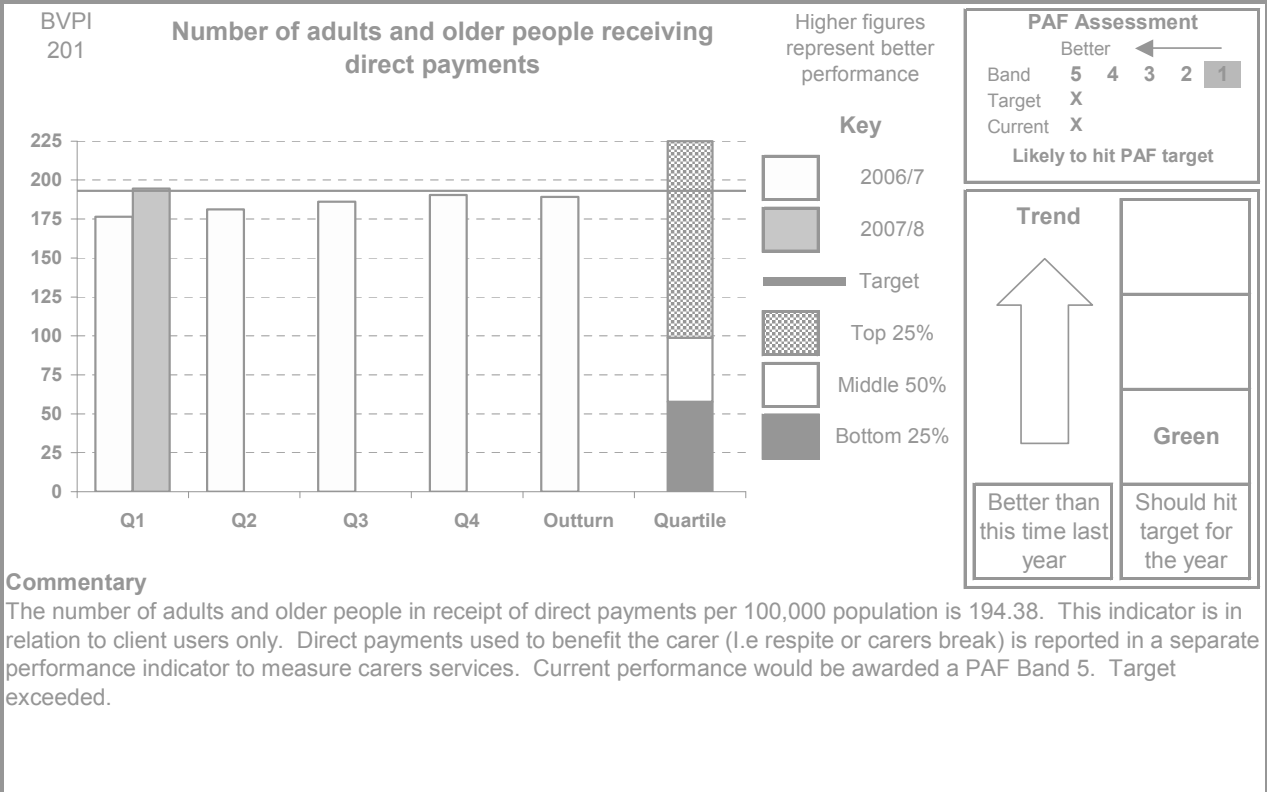 BVPI
201
Number of adults and older people receiving
direct payments
Higher figures
represent better
performance
225
200
175
150
125
100
75
50
25
0
Q1 Q2 Q3 Q4 Outturn Quartile
Key
2006/7
2007/8
Target
Top 25%
Middle 50%
Bottom 25%
PAF Assessment
Better
Band 5 4 3 2 1
Target X
Current X
Likely to hit PAF target
Trend
Green
Better than
this time last
year
Should hit
target for
the year
Commentary
The number of adults and older people in receipt of direct payments per 100,000 population is 194.38. This indicator is in
relation to client users only. Direct payments used to benefit the carer (I.e respite or carers break) is reported in a separate
performance indicator to measure carers services. Current performance would be awarded a PAF Band 5. Target
exceeded.